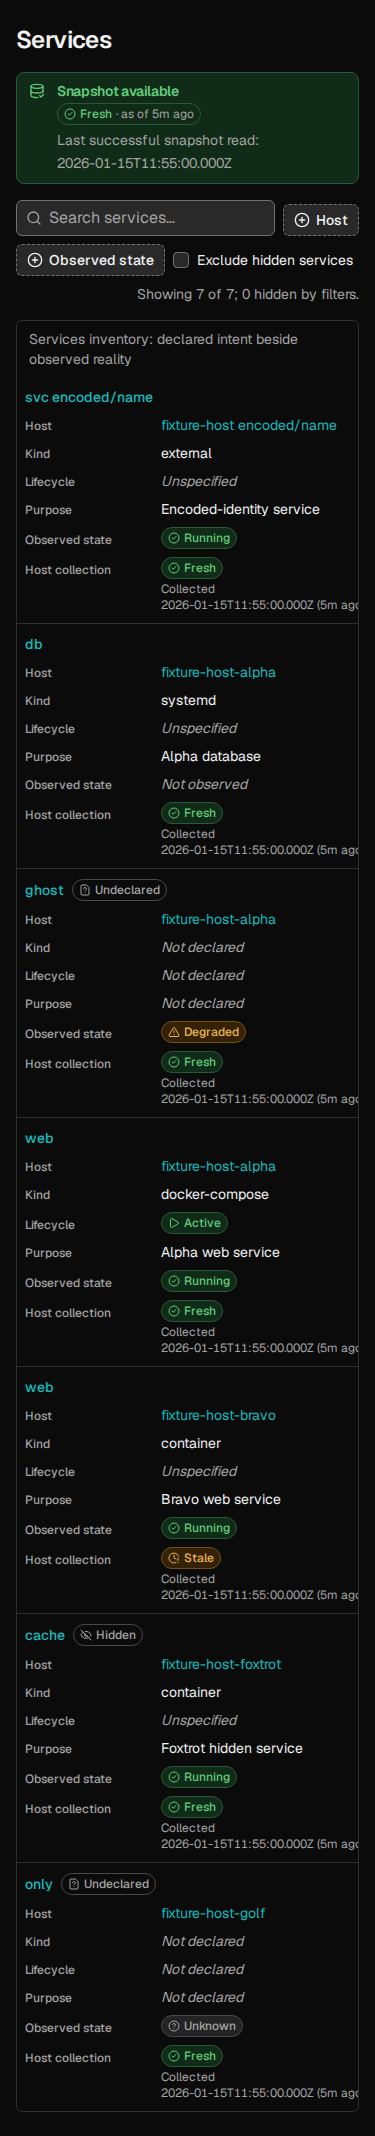 Services
Snapshot available
Fresh · as of 5m ago
Last successful snapshot read:
2026-01-15T11:55:00.000Z
Search services...
Host
Observed state
Exclude hidden services
Showing 7 of 7; 0 hidden by filters.
Services inventory: declared intent beside
observed reality
svc encoded/name
Host fixture-host encoded/name
Kind external
Lifecycle Unspecified
Purpose Encoded-identity service
Observed state Running
Host collection Fresh
Collected
2026-01-15T11:55:00.000Z (5m ago
db
Host fixture-host-alpha
Kind systemd
Lifecycle Unspecified
Purpose Alpha database
Observed state Not observed
Host collection Fresh
Collected
2026-01-15T11:55:00.000Z (5m ago
ghost Undeclared
Host fixture-host-alpha
Kind Not declared
Lifecycle Not declared
Purpose Not declared
Observed state Degraded
Host collection Fresh
Collected
2026-01-15T11:55:00.000Z (5m ago
web
Host fixture-host-alpha
Kind docker-compose
Lifecycle Active
Purpose Alpha web service
Observed state Running
Host collection Fresh
Collected
2026-01-15T11:55:00.000Z (5m ago
web
Host fixture-host-bravo
Kind container
Lifecycle Unspecified
Purpose Bravo web service
Observed state Running
Host collection Stale
Collected
2026-01-15T11:55:00.000Z (5m ago
cache Hidden
Host fixture-host-foxtrot
Kind container
Lifecycle Unspecified
Purpose Foxtrot hidden service
Observed state Running
Host collection Fresh
Collected
2026-01-15T11:55:00.000Z (5m ago
only Undeclared
Host fixture-host-golf
Kind Not declared
Lifecycle Not declared
Purpose Not declared
Observed state Unknown
Host collection Fresh
Collected
2026-01-15T11:55:00.000Z (5m ago